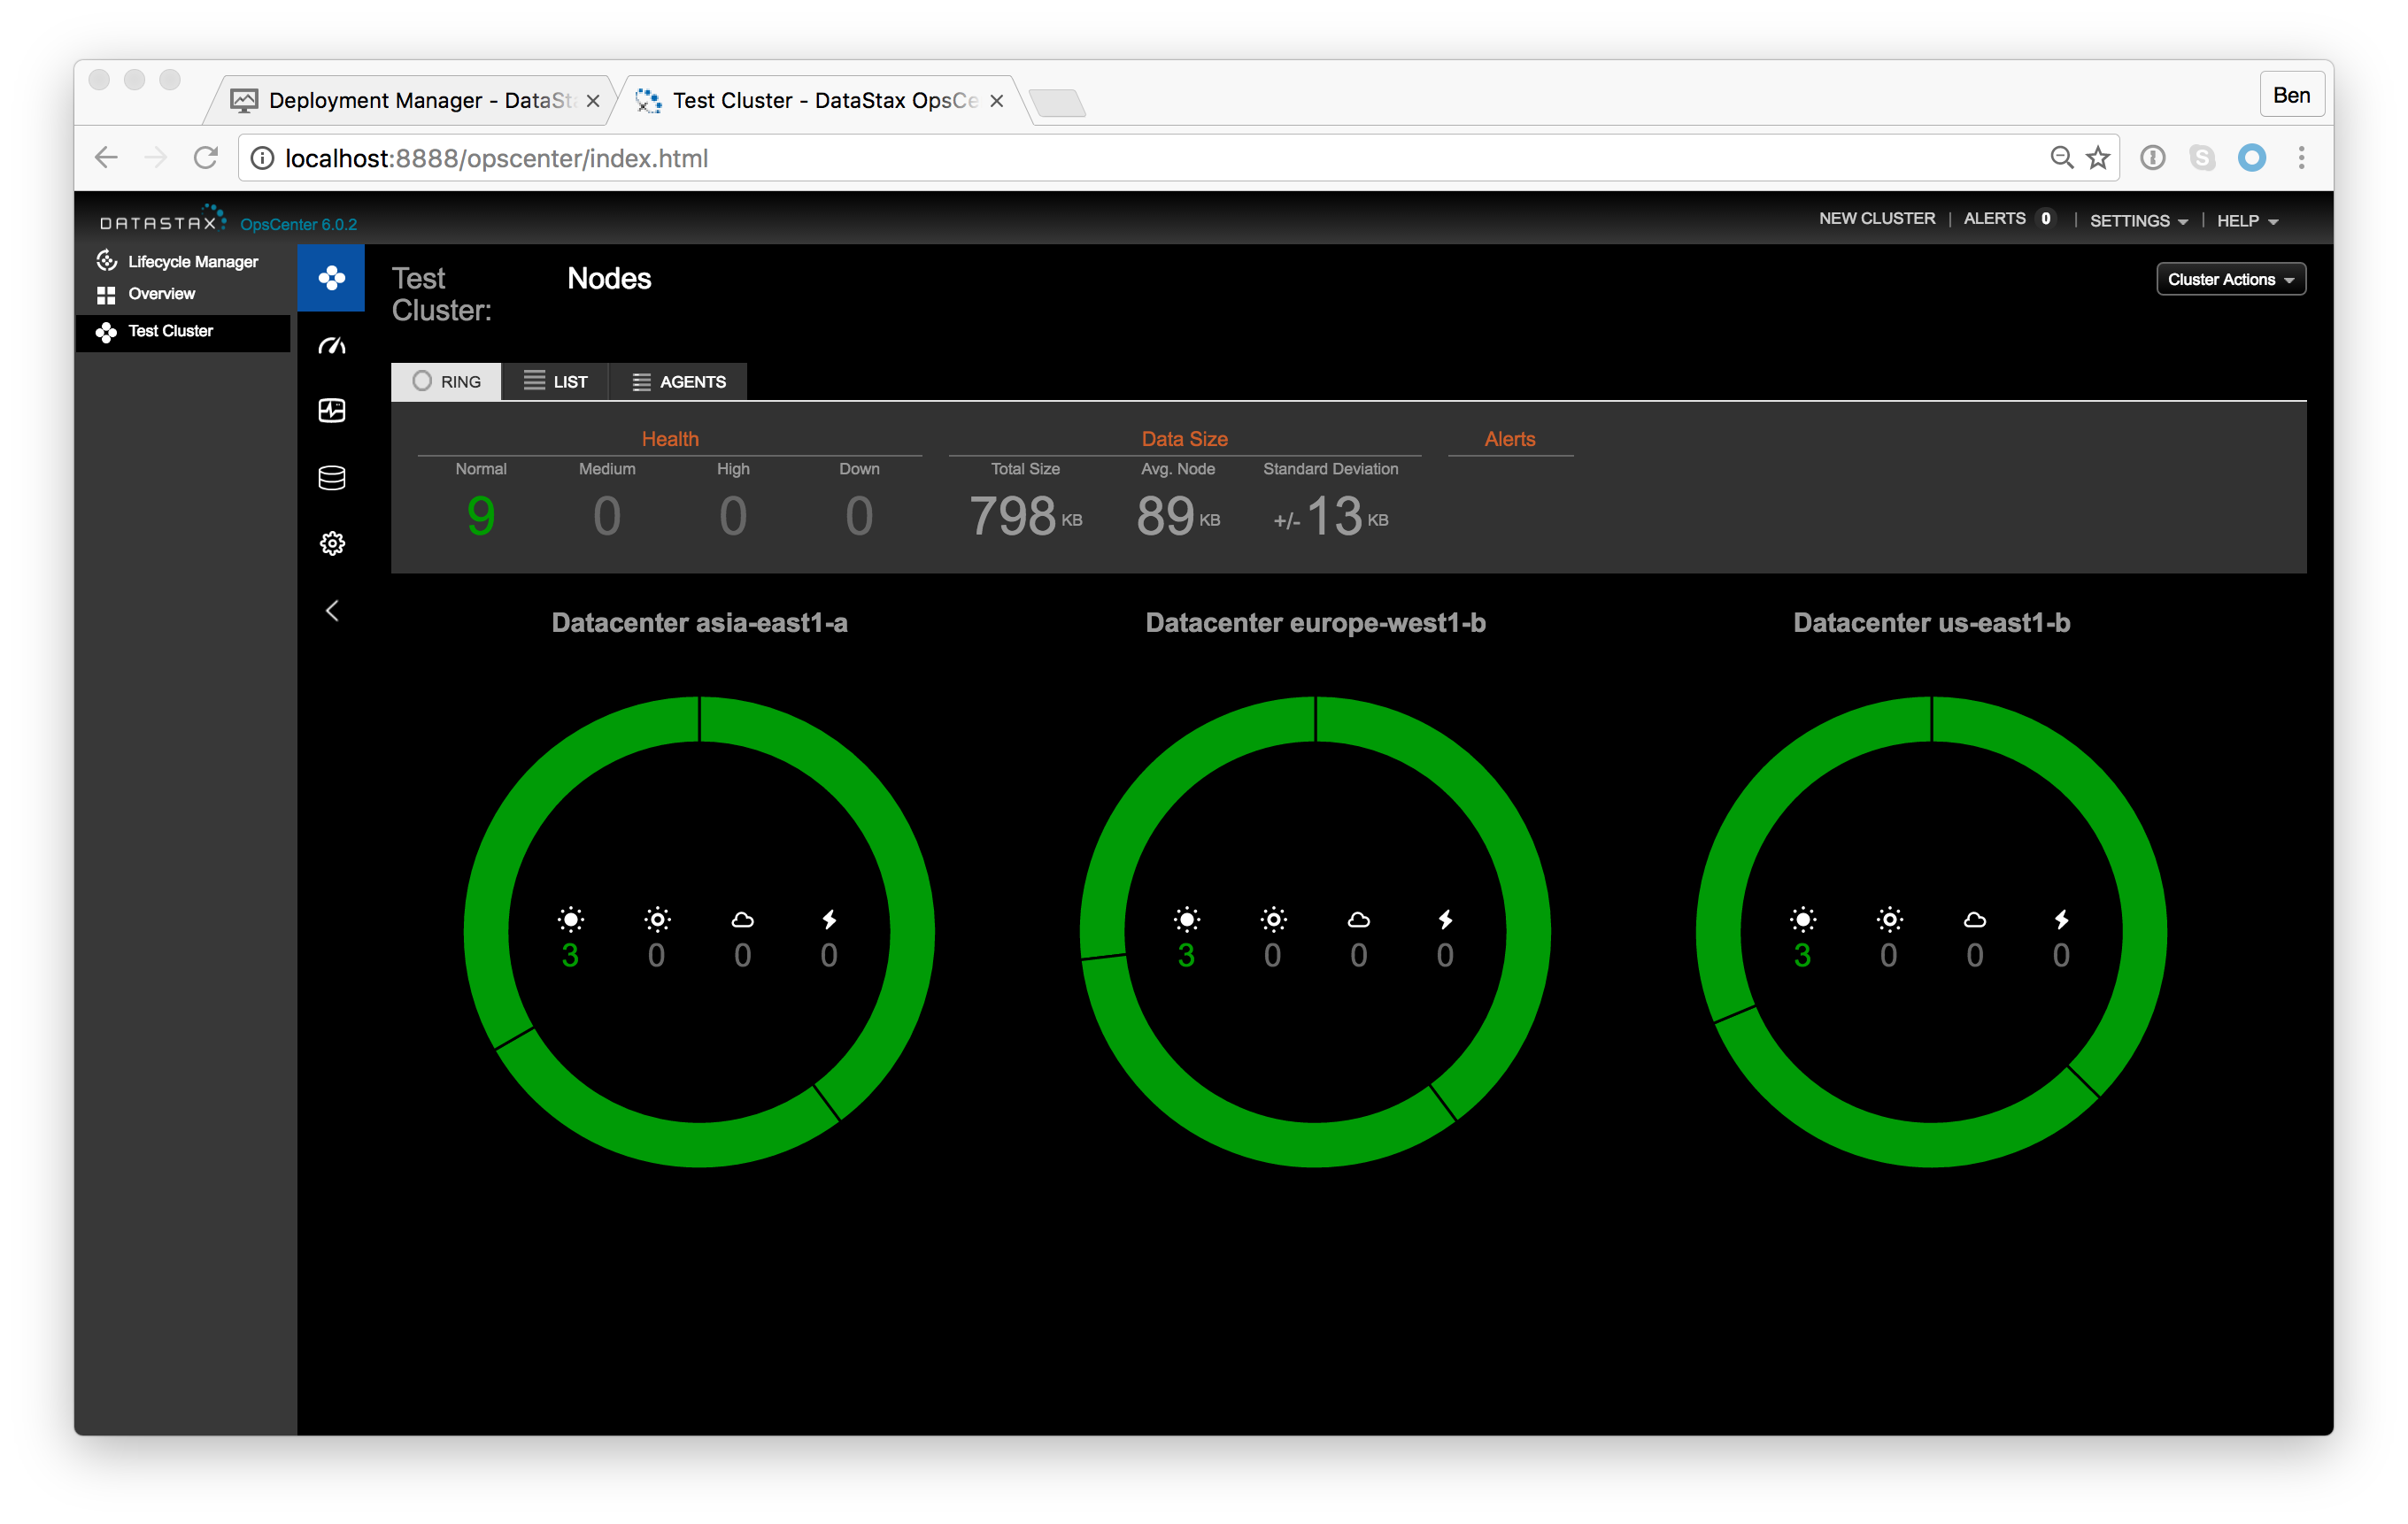 Deployment Manager - DataSta
Test Cluster - DataStax OpsCe
Ben
localhost:8888/opscenter/index.html
DATASTAX OpsCenter 6.0.2
NEW CLUSTER | ALERTS 0 | SETTINGS | HELP
Lifecycle Manager
Overview
Test Cluster
Test Cluster: Nodes
Cluster Actions
RING LIST AGENTS
Health Data Size Alerts
Normal Medium High Down Total Size Avg. Node Standard Deviation
9 0 0 0 798 KB 89 KB +/- 13 KB
Datacenter asia-east1-a Datacenter europe-west1-b Datacenter us-east1-b
3 0 0 0 3 0 0 0 3 0 0 0